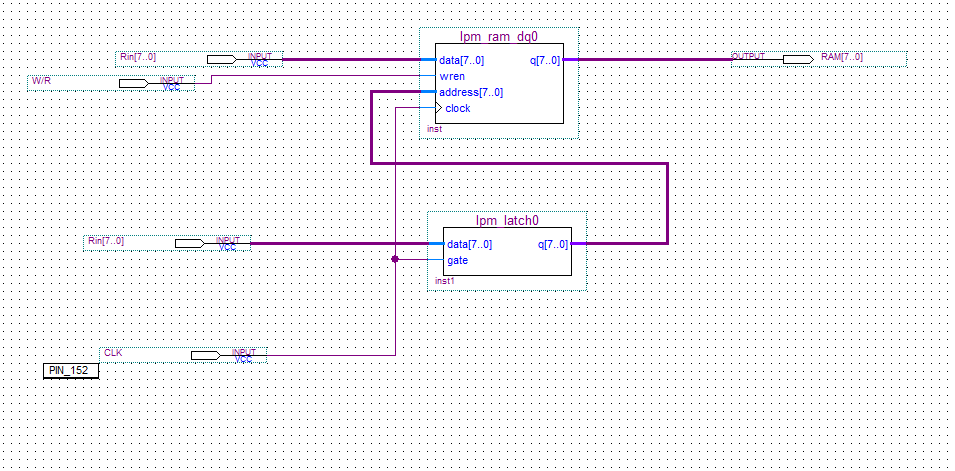 lpm_ram_dq0
Rin[7..0]
INPUT
VCC
data[7..0]
q[7..0]
OUTPUT
RAM[7..0]
W/R
INPUT
VCC
wren
address[7..0]
clock
inst
lpm_latch0
Rin[7..0]
INPUT
VCC
data[7..0]
q[7..0]
gate
inst1
CLK
INPUT
VCC
PIN_152